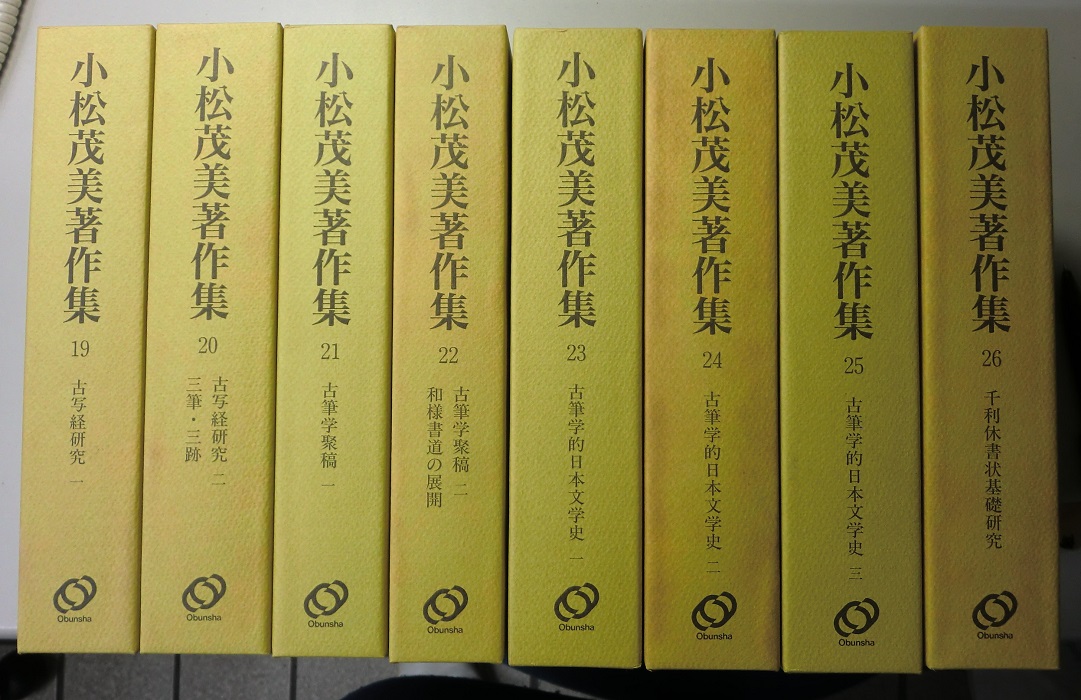 小松茂美著作集
19
古写経研究 一
Obunsha
小松茂美著作集
20
古写経研究 二
三筆・三跡
Obunsha
小松茂美著作集
21
古筆学聚稿 一
Obunsha
小松茂美著作集
22
古筆学聚稿 二
和様書道の展開
Obunsha
小松茂美著作集
23
古筆学的日本文学史 一
Obunsha
小松茂美著作集
24
古筆学的日本文学史 二
Obunsha
小松茂美著作集
25
古筆学的日本文学史 三
Obunsha
小松茂美著作集
26
千利休書状基礎研究
Obunsha